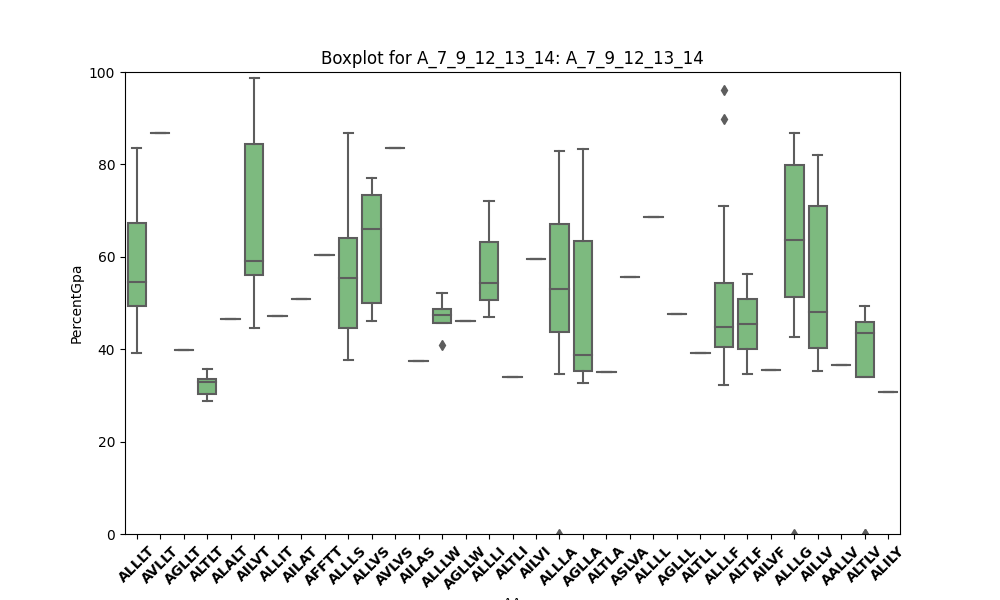 Boxplot for A_7_9_12_13_14: A_7_9_12_13_14
PercentGpa
100
80
60
40
20
0
ALLLT
AVLLT
AGLLT
ALTLT
ALALT
AILVT
ALLIT
AILAT
AFFTT
ALLLS
ALLVS
AVLVS
AILAS
ALLLW
AGLLW
ALLLI
ALTLI
AILVI
ALLLA
AGLLA
ALTLA
ASLVA
ALLLL
AGLLL
ALTLL
ALLLF
ALTLF
AILVF
ALLLG
AILLV
AALLV
ALTLV
ALILY